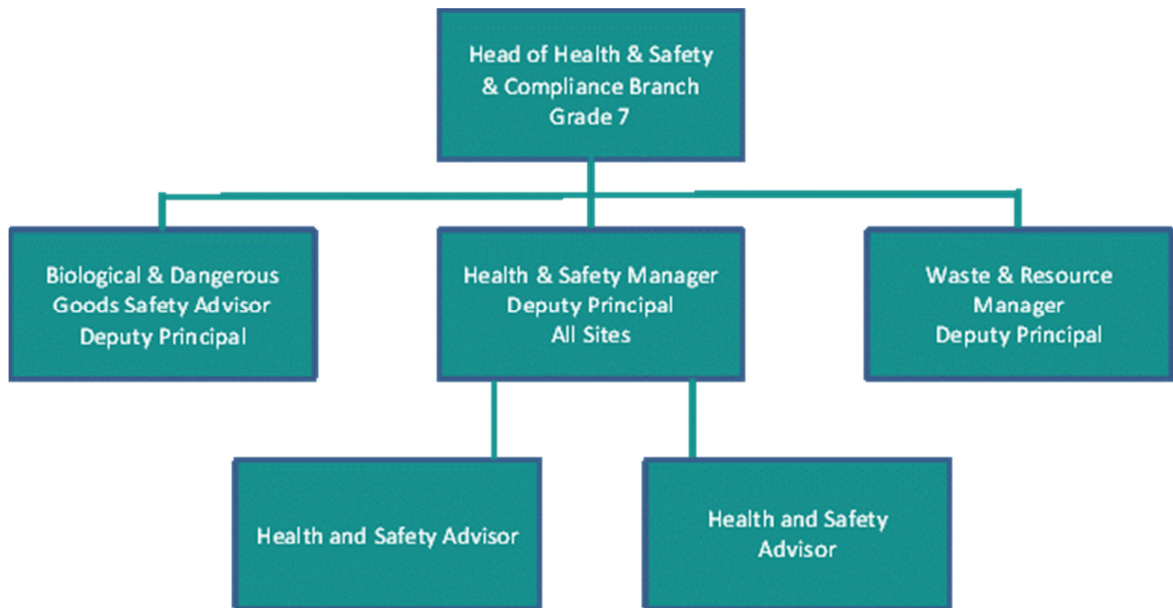 Head of Health & Safety
& Compliance Branch
Grade 7
Biological & Dangerous
Goods Safety Advisor
Deputy Principal
Health & Safety Manager
Deputy Principal
All Sites
Waste & Resource
Manager
Deputy Principal
Health and Safety Advisor
Health and Safety
Advisor